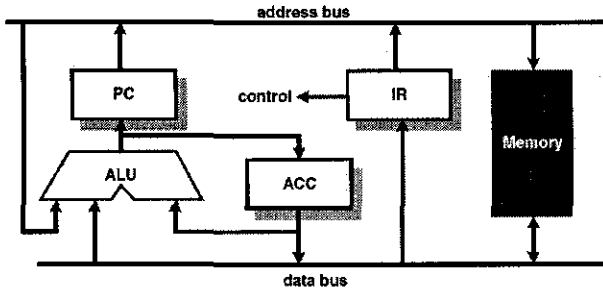 address bus
PC
control
IR
Memory
ALU
ACC
data bus